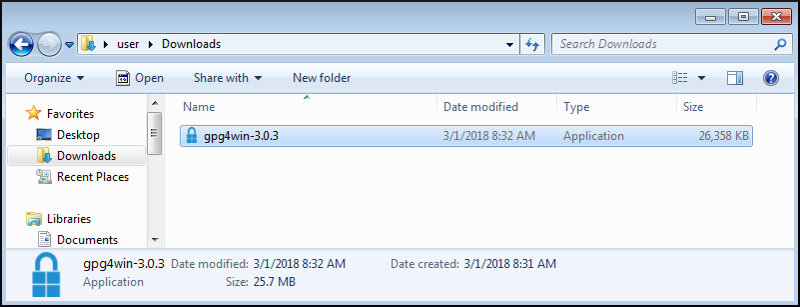 user Downloads Search Downloads
Organize Open Share with New folder
Favorites
Desktop
Downloads
Recent Places
Libraries
Documents
Name Date modified Type Size
gpg4win-3.0.3 3/1/2018 8:32 AM Application 26,358 KB
gpg4win-3.0.3 Date modified: 3/1/2018 8:32 AM Date created: 3/1/2018 8:31 AM
Application Size: 25.7 MB